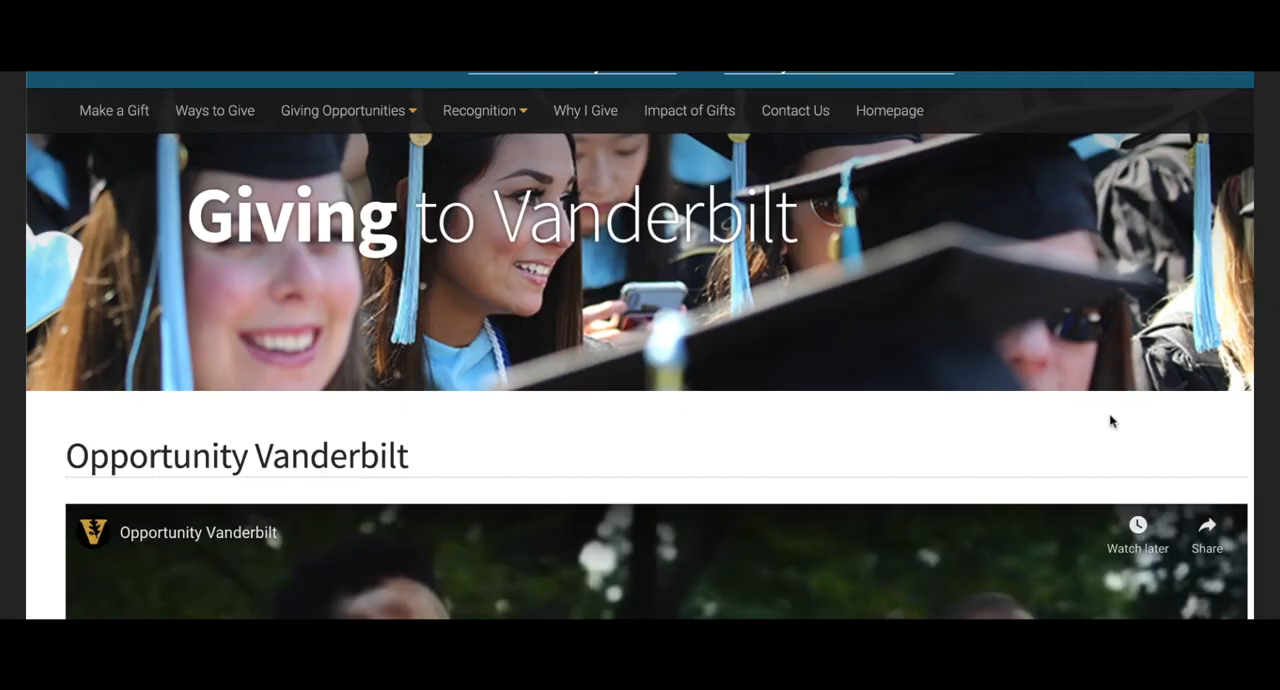 Make a Gift Ways to Give Giving Opportunities Recognition Why I Give Impact of Gifts Contact Us Homepage
Giving to Vanderbilt
Opportunity Vanderbilt
Opportunity Vanderbilt
Watch later Share